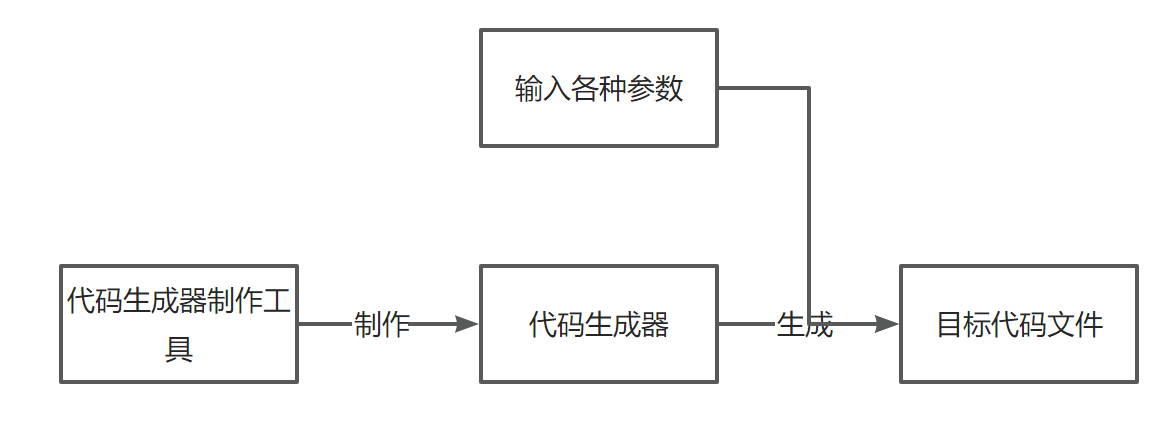 输入各种参数
代码生成器制作工
具
制作
代码生成器
生成
目标代码文件